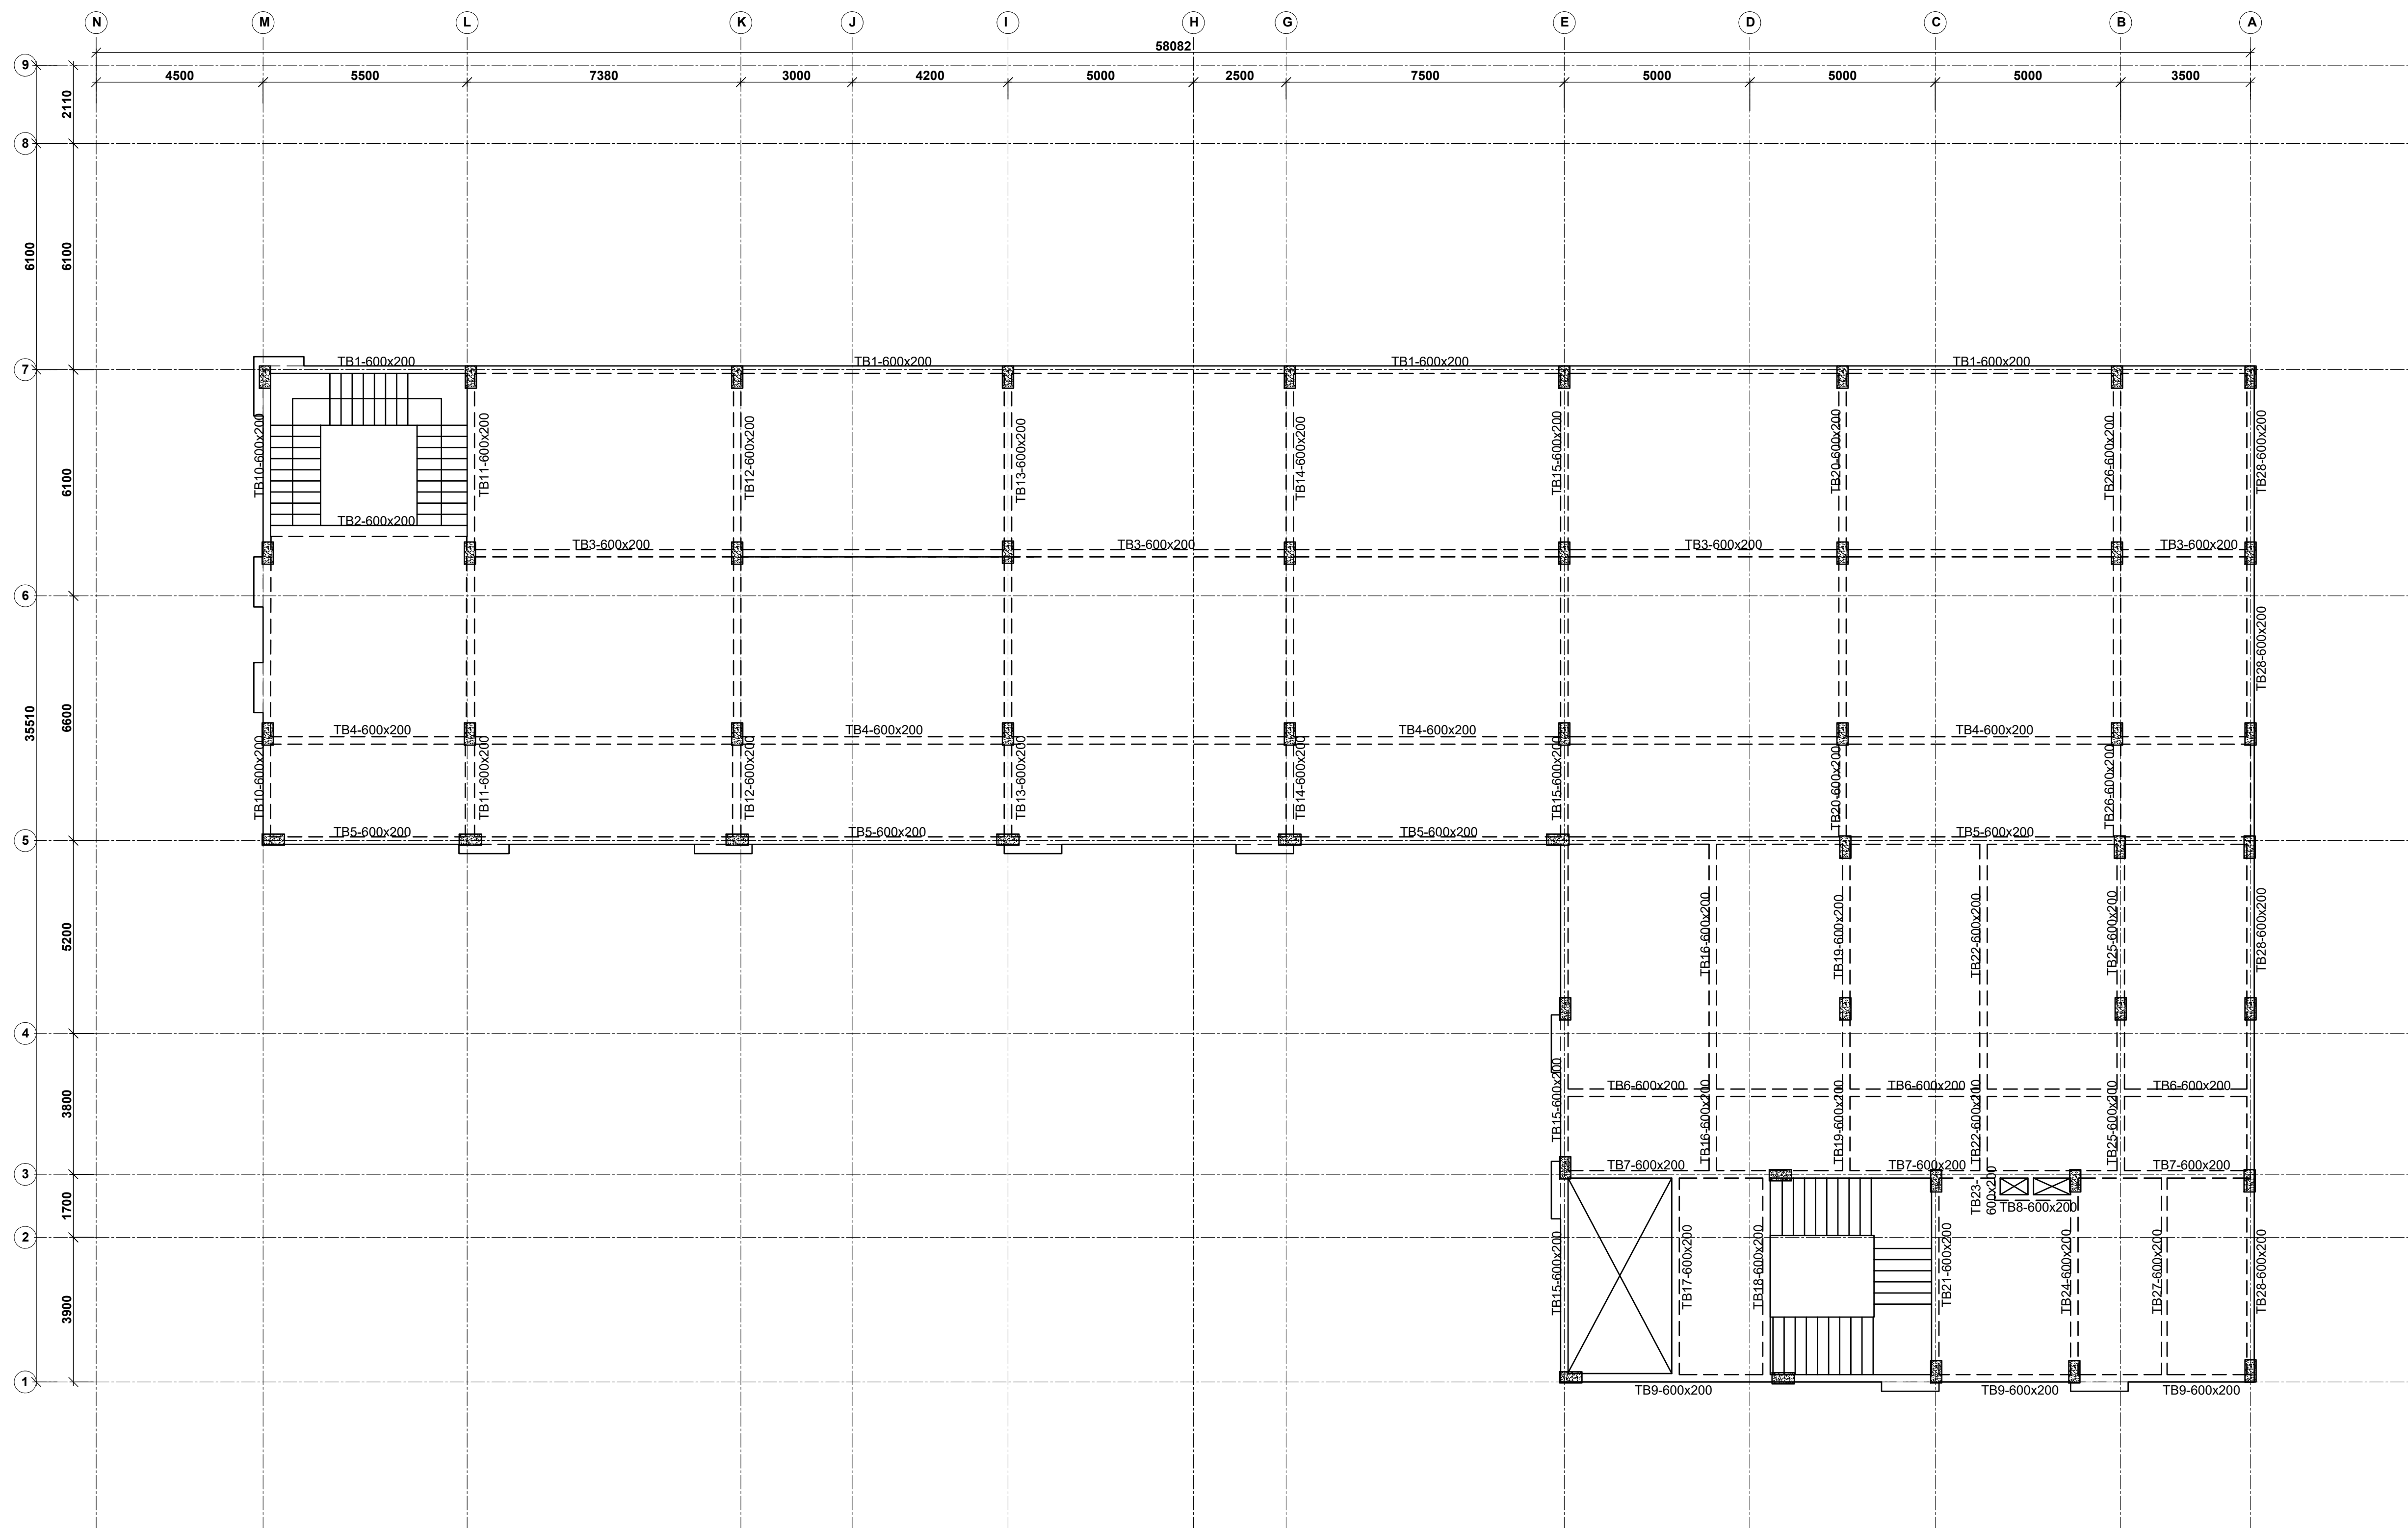 N M L K J I H G E D C B A
58082
9
4500 5500 7380 3000 4200 5000 2500 7500 5000 5000 5000 3500
2110
8
6100 6100
7
TB1-600x200 TB1-600x200 TB1-600x200 TB1-600x200
TB10-600x200 TB11-600x200 TB12-600x200 TB13-600x200 TB14-600x200 TB15-600x200 TB20-600x200 TB26-600x200 TB28-600x200
6100
TB2-600x200
TB3-600x200 TB3-600x200 TB3-600x200 TB3-600x200
6
TB28-600x200
35510
6600
TB4-600x200 TB4-600x200 TB4-600x200 TB4-600x200
TB10-600x200 TB11-600x200 TB12-600x200 TB13-600x200 TB14-600x200 TB15-600x200 TB20-600x200 TB26-600x200
TB5-600x200 TB5-600x200 TB5-600x200 TB5-600x200
5
5200
TB16-600x200 TB19-600x200 TB22-600x200 TB25-600x200 TB28-600x200
4
3800
TB6-600x200 TB6-600x200 TB6-600x200
TB15-600x200 TB16-600x200 TB19-600x200 TB22-600x200 TB25-600x200
TB7-600x200 TB7-600x200 TB7-600x200
3
1700
TB23-
600x200
TB8-600x200
2
TB15-600x200 TB17-600x200 TB18-600x200 TB21-600x200 TB24-600x200 TB27-600x200 TB28-600x200
3900
1
TB9-600x200 TB9-600x200 TB9-600x200